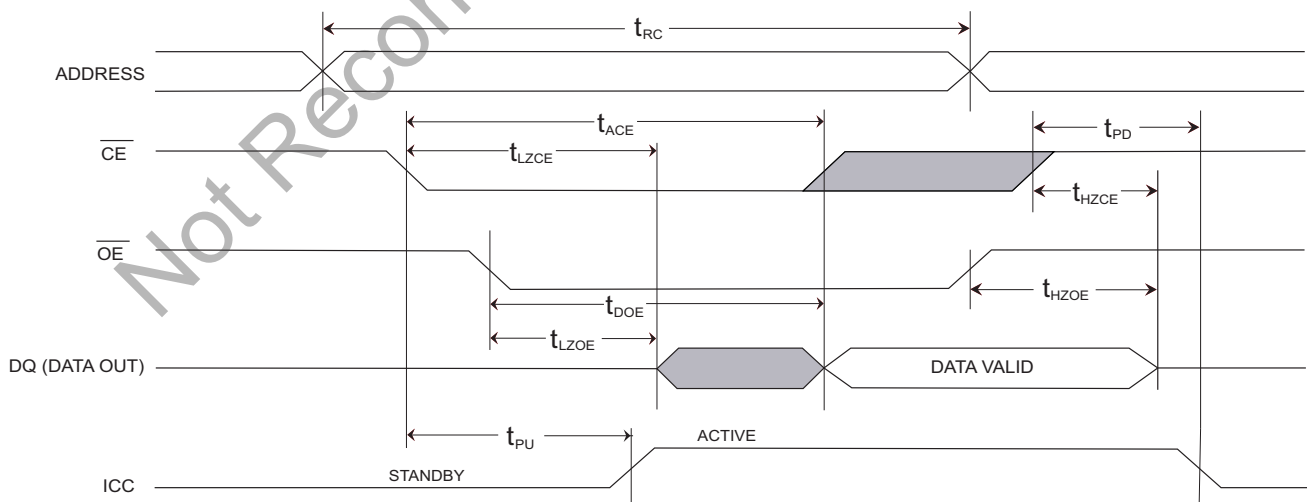 Not Recom
tRC
ADDRESS
tACE
tPD
CE
tLZCE
tHZCE
OE
tHZOE
tDOE
tLZOE
DQ (DATA OUT)
DATA VALID
tPU
ACTIVE
STANDBY
ICC